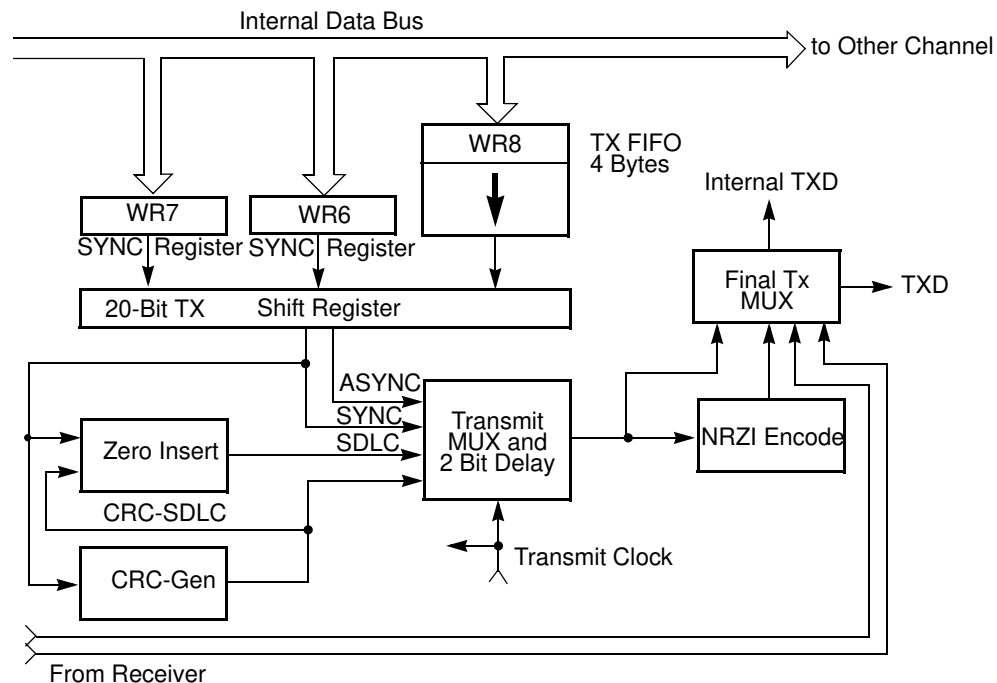 Internal Data Bus
to Other Channel
WR8
TX FIFO
4 Bytes
Internal TXD
WR7
WR6
SYNC Register
SYNC Register
Final Tx
MUX
TXD
20-Bit TX Shift Register
ASYNC
SYNC
SDLC
Transmit
MUX and
2 Bit Delay
NRZI Encode
Zero Insert
CRC-SDLC
Transmit Clock
CRC-Gen
From Receiver